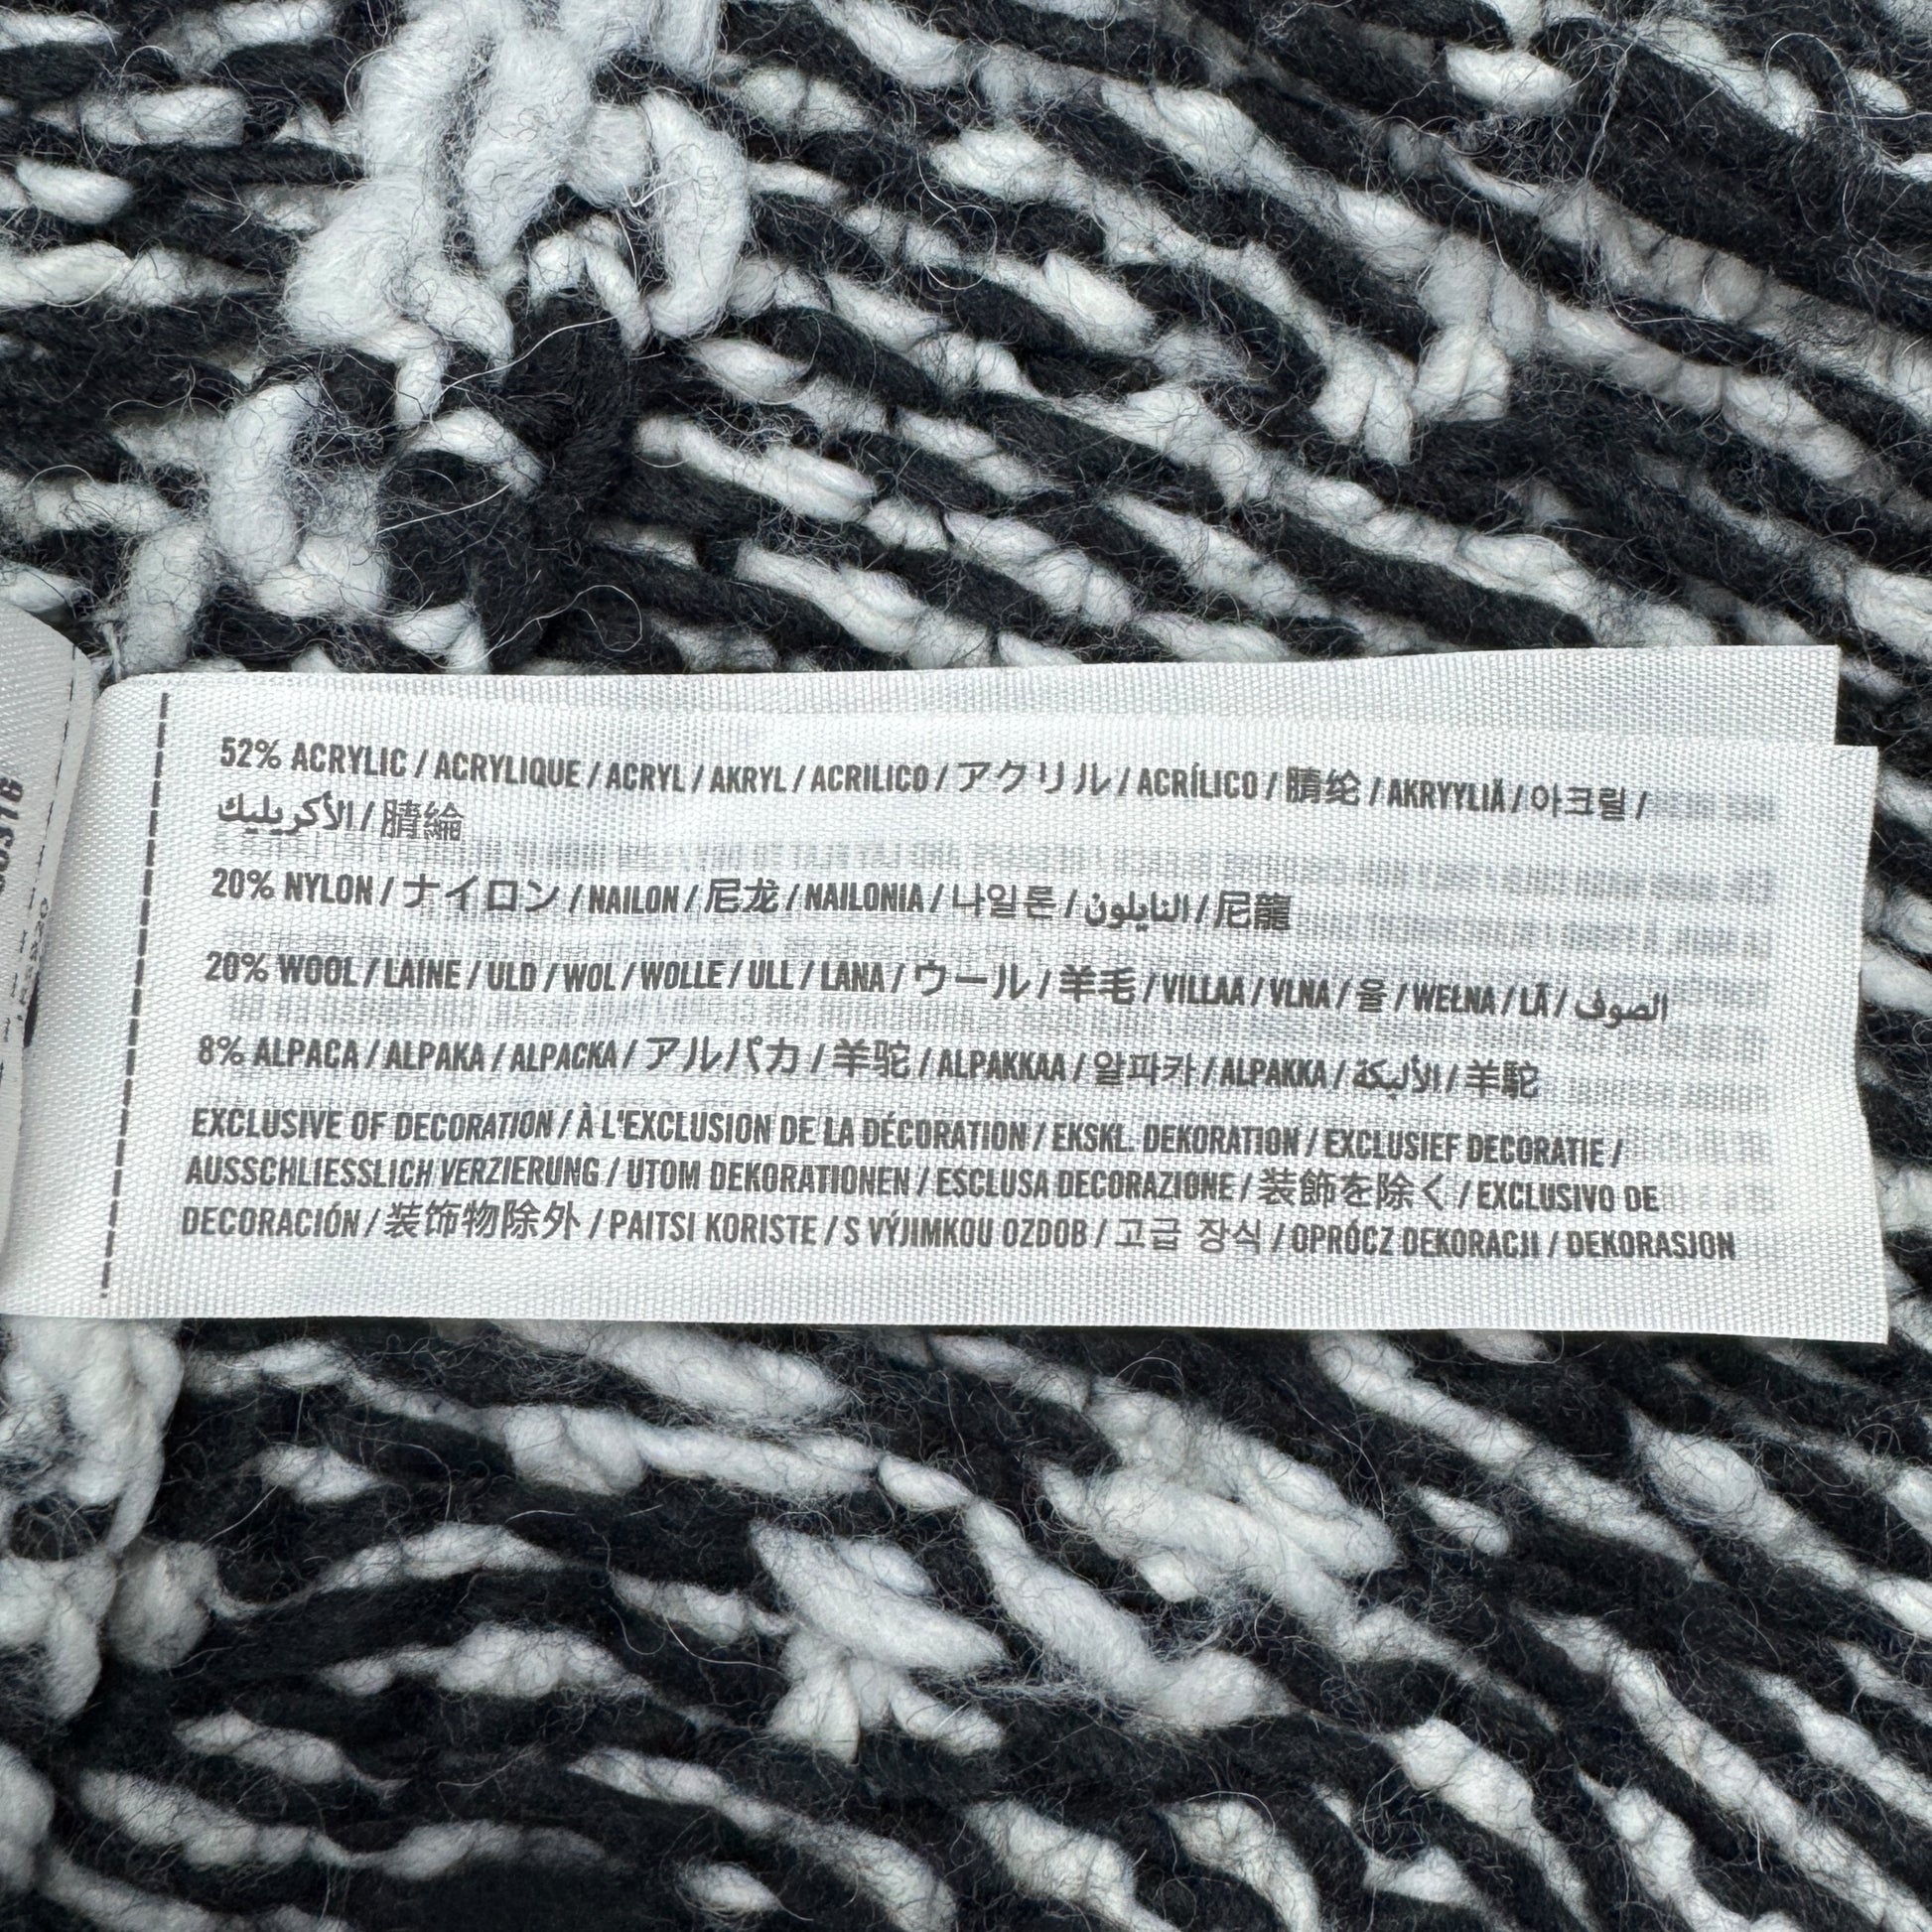 52% ACRYLIC / ACRYLIQUE / ACRYL / AKRYL / ACRILICO / アクリル / ACRÍLICO / 腈纶 / AKRYYLIÄ / 아크릴 /
الأكريليك / 腈綸
20% NYLON / ナイロン / NAILON / 尼龙 / NAILONIA / 나일론 / النايلون / 尼龍
20% WOOL / LAINE / ULD / WOL / WOLLE / ULL / LANA / ウール / 羊毛 / VILLAA / VLNA / 울 / WEŁNA / LÃ / الصوف
8% ALPACA / ALPAKA / ALPACKA / アルパカ / 羊驼 / ALPAKKAA / 알파카 / ALPAKKA / الألبكة / 羊駝
EXCLUSIVE OF DECORATION / À L'EXCLUSION DE LA DÉCORATION / EKSKL. DEKORATION / EXCLUSIEF DECORATIE /
AUSSCHLIESSLICH VERZIERUNG / UTOM DEKORATIONEN / ESCLUSA DECORAZIONE / 装飾を除く / EXCLUSIVO DE
DECORACIÓN / 装饰物除外 / PAITSI KORISTE / S VÝJIMKOU OZDOB / 고급 장식 / OPRÓCZ DEKORACJI / DEKORASJON